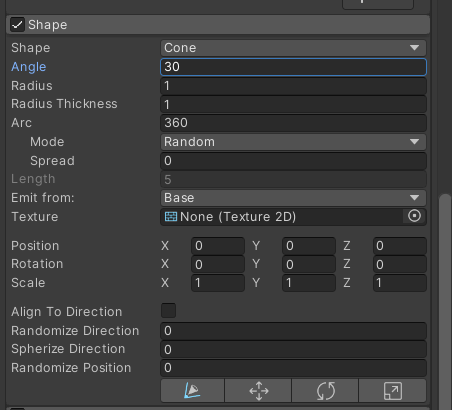 Shape
Shape Cone
Angle 30
Radius 1
Radius Thickness 1
Arc 360
Mode Random
Spread 0
Length 5
Emit from: Base
Texture None (Texture 2D)
Position X 0 Y 0 Z 0
Rotation X 0 Y 0 Z 0
Scale X 1 Y 1 Z 1
Align To Direction
Randomize Direction 0
Spherize Direction 0
Randomize Position 0